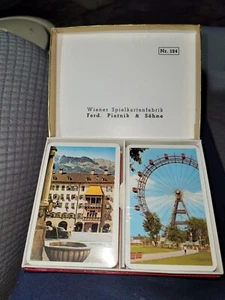 Nr. 184
Wiener Spielkartenfabrik
Ferd. Piatnik & Söhne